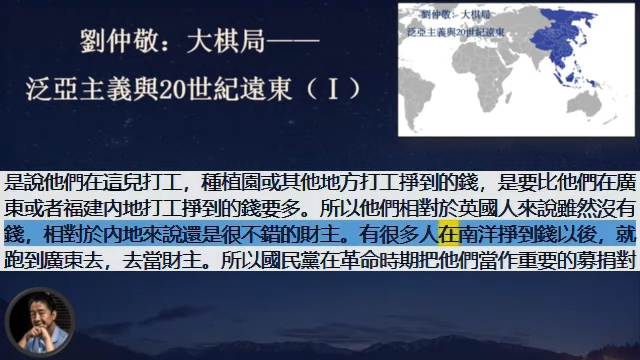 劉仲敬：大棋局——
泛亞主義與20世紀遠東（Ⅰ）
劉仲敬：大棋局
泛亞主義與20世紀遠東
是說他們在這兒打工，種植園或其他地方打工掙到的錢，是要比他們在廣
東或者福建內地打工掙到的錢要多。所以他們相對於英國人來說雖然沒有
錢，相對於內地來說還是很不錯的財主。有很多人在南洋掙到錢以後，就
跑到廣東去，去當財主。所以國民黨在革命時期把他們當作重要的募捐對